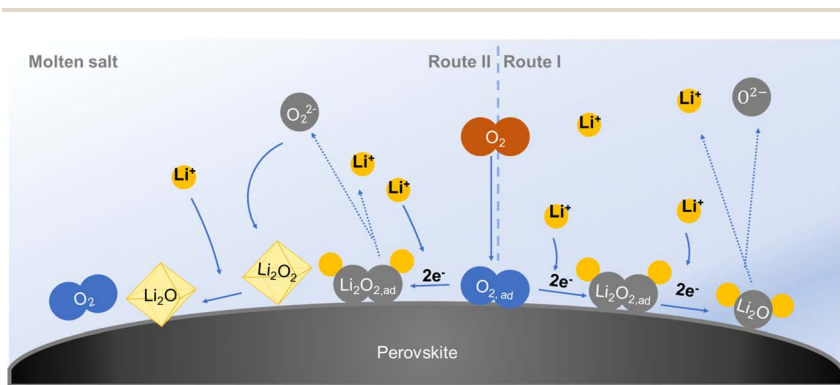 Molten salt
Route II
Route I
O₂²⁻
Li⁺
O²⁻
O₂
Li⁺
Li⁺
Li⁺
Li⁺
Li⁺
Li⁺
Li₂O₂
Li₂O
O₂
Li₂O₂,ad
2e⁻
O₂, ad
2e⁻
Li₂O₂,ad
2e⁻
Li₂O
Perovskite